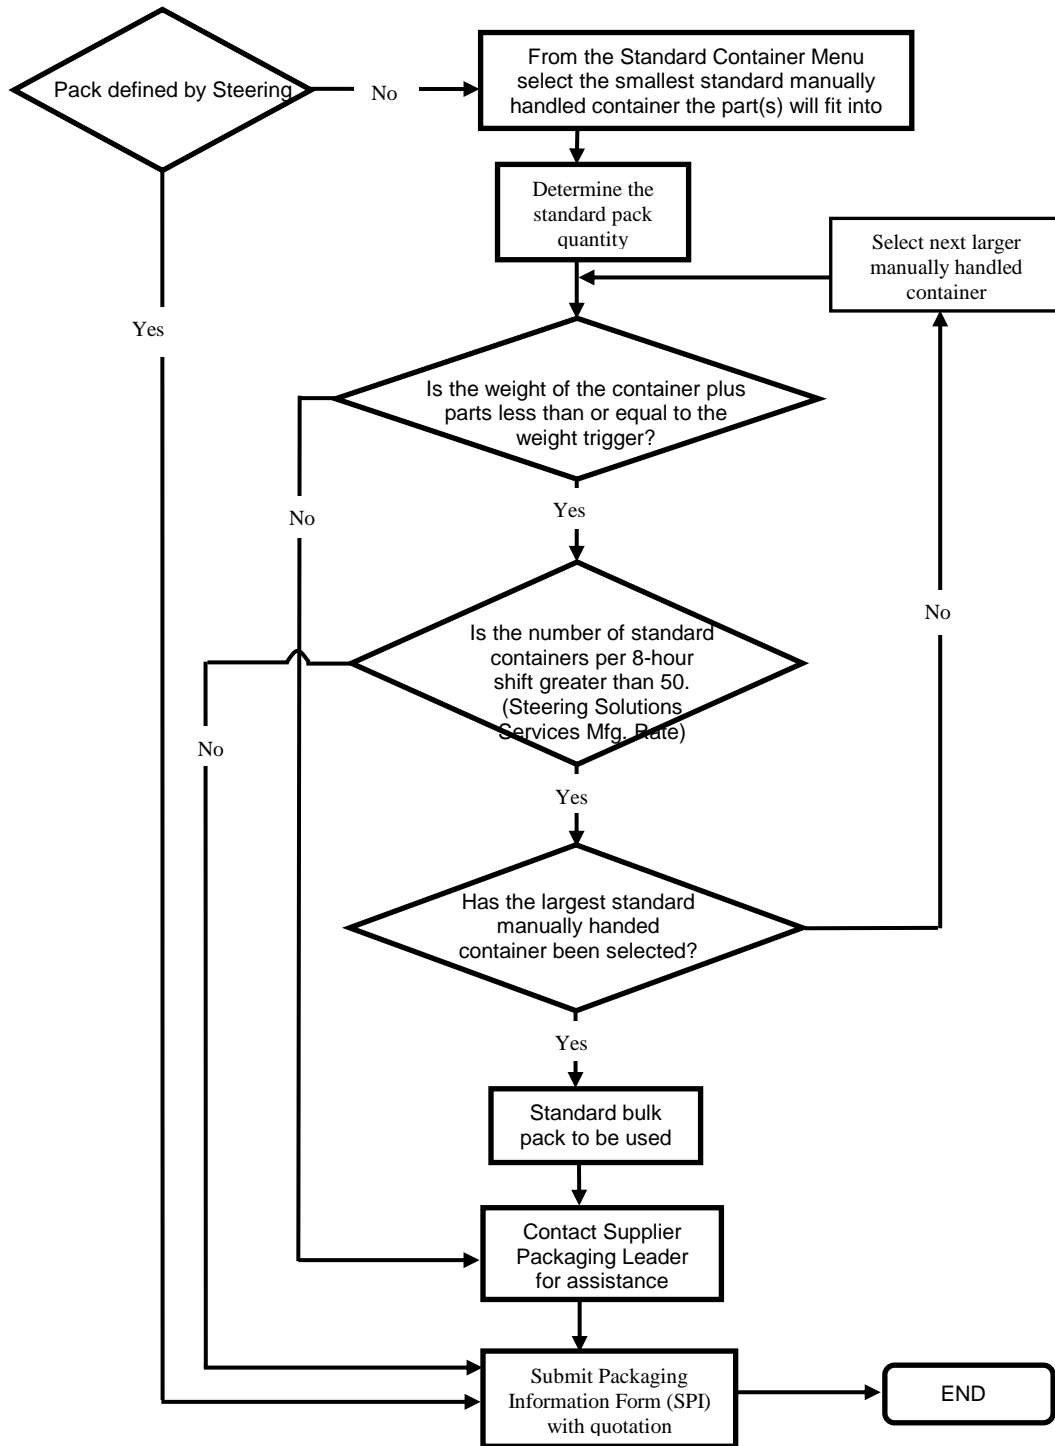 Pack defined by Steering
No
From the Standard Container Menu
select the smallest standard manually
handled container the part(s) will fit into
Determine the
standard pack
quantity
Select next larger
manually handled
container
Yes
Is the weight of the container plus
parts less than or equal to the
weight trigger?
No
Yes
Is the number of standard
containers per 8-hour
shift greater than 50.
(Steering Solutions
Services Mfg. Rate)
No
No
Yes
Has the largest standard
manually handed
container been selected?
Yes
Standard bulk
pack to be used
Contact Supplier
Packaging Leader
for assistance
Submit Packaging
Information Form (SPI)
with quotation
END